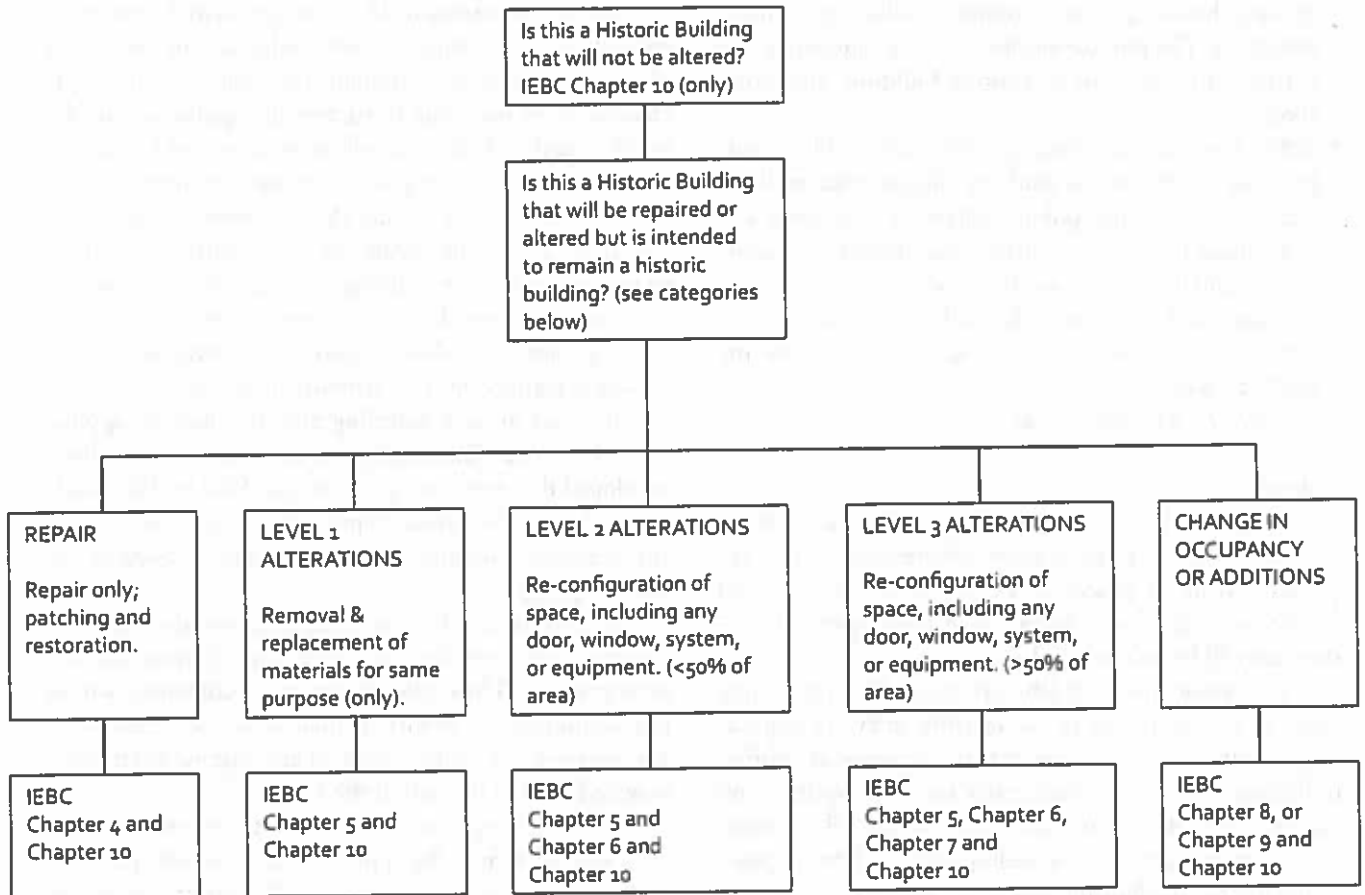 Is this a Historic Building
that will not be altered?
IEBC Chapter 10 (only)
Is this a Historic Building
that will be repaired or
altered but is intended
to remain a historic
building? (see categories
below)
REPAIR
Repair only;
patching and
restoration.
LEVEL 1
ALTERATIONS
Removal &
replacement of
materials for same
purpose (only).
LEVEL 2 ALTERATIONS
Re-configuration of
space, including any
door, window, system,
or equipment. (<50% of
area)
LEVEL 3 ALTERATIONS
Re-configuration of
space, including any
door, window, system,
or equipment. (>50% of
area)
CHANGE IN
OCCUPANCY
OR ADDITIONS
IEBC
Chapter 4 and
Chapter 10
IEBC
Chapter 5 and
Chapter 10
IEBC
Chapter 5 and
Chapter 6 and
Chapter 10
IEBC
Chapter 5, Chapter 6,
Chapter 7 and
Chapter 10
IEBC
Chapter 8, or
Chapter 9 and
Chapter 10